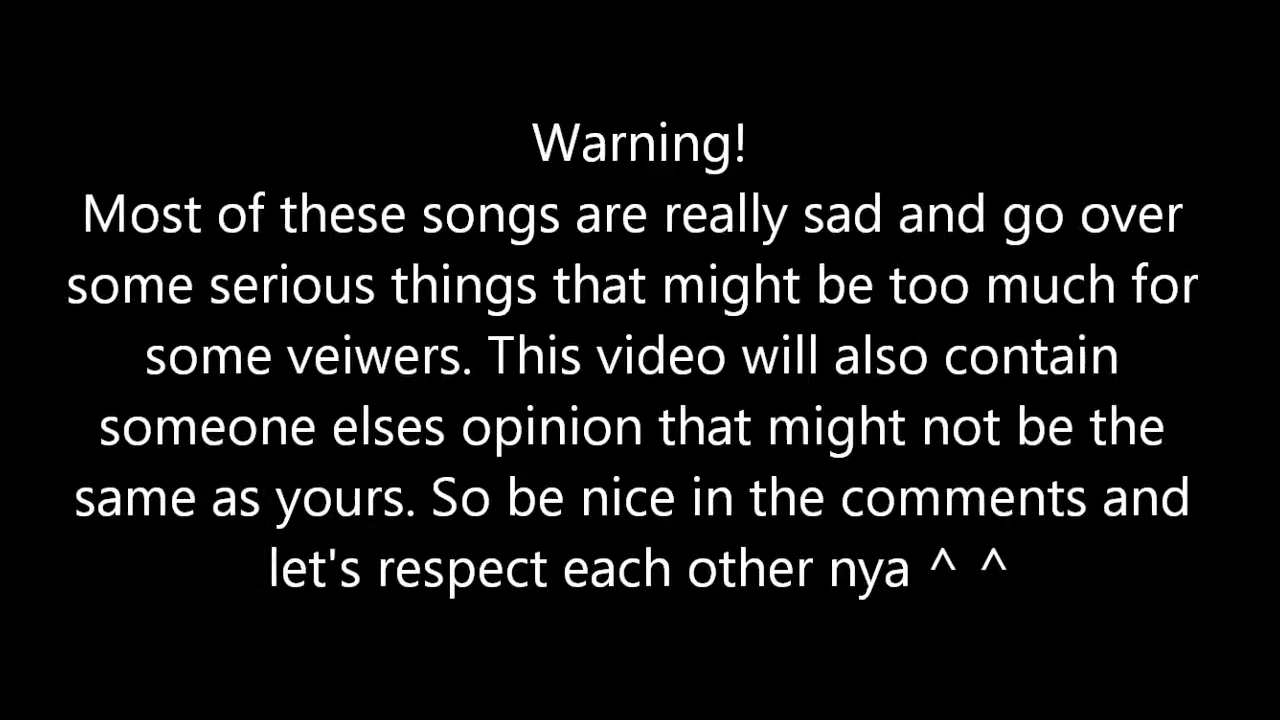 Warning!
Most of these songs are really sad and go over
some serious things that might be too much for
some veiwers. This video will also contain
someone elses opinion that might not be the
same as yours. So be nice in the comments and
let's respect each other nya ^ ^